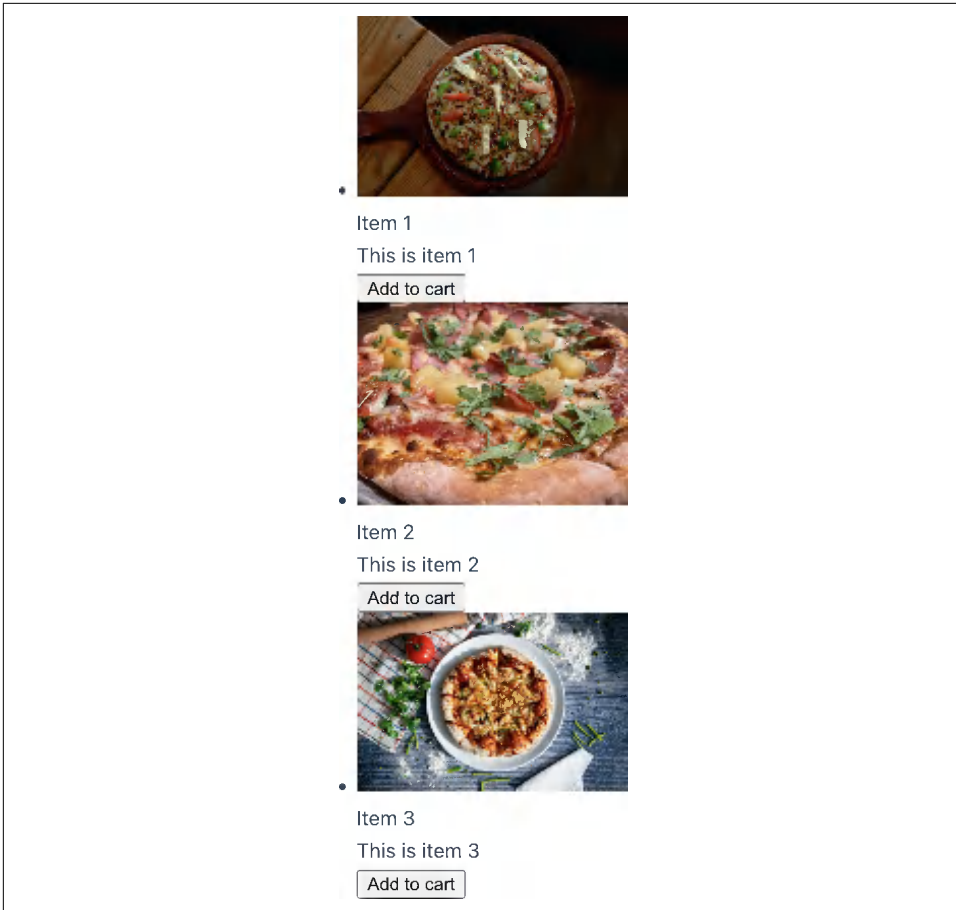 Item 1
This is item 1
Add to cart
Item 2
This is item 2
Add to cart
Item 3
This is item 3
Add to cart